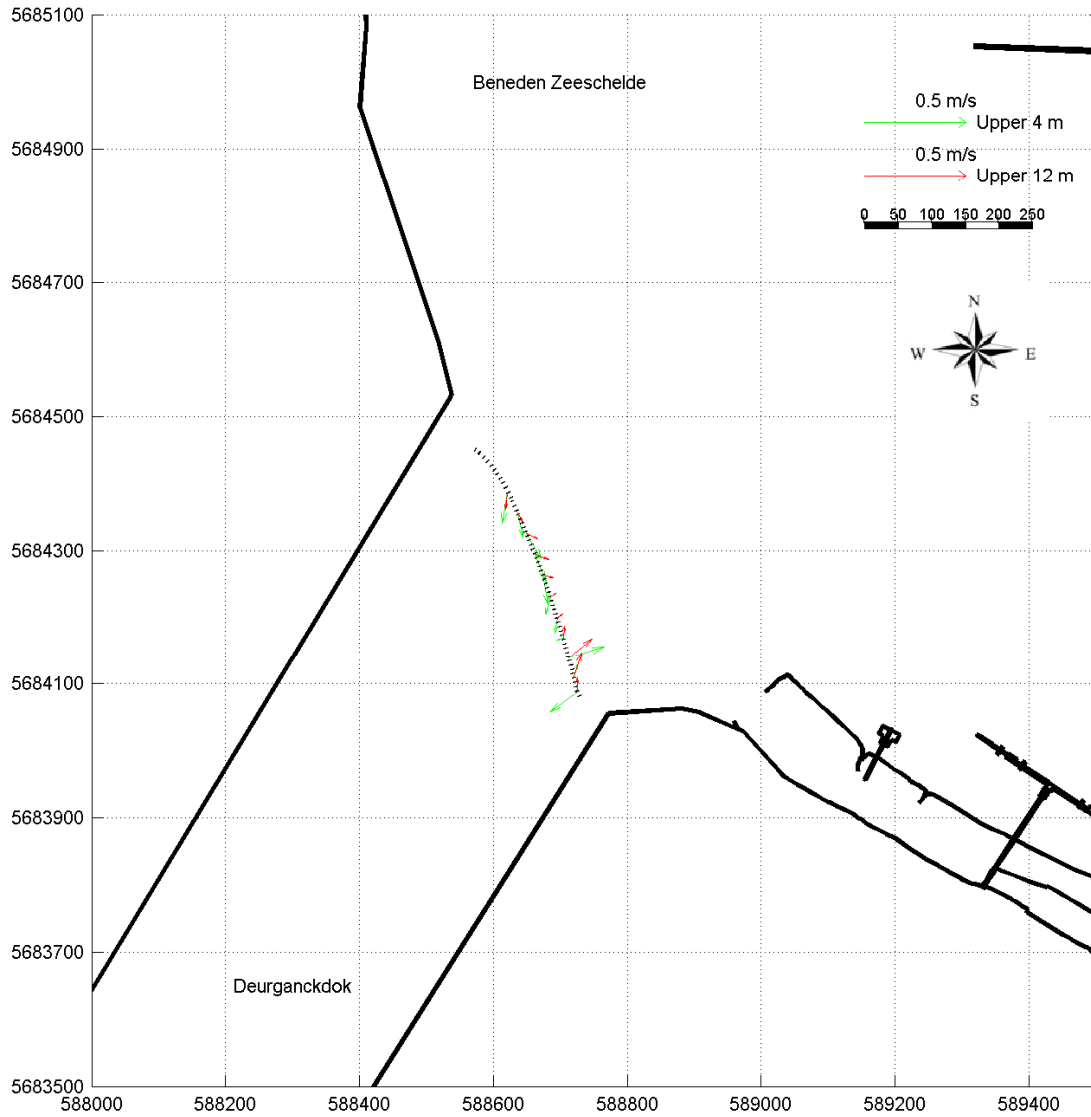 5685100
Beneden Zeeschelde
0.5 m/s
Upper 4 m
5684900
0.5 m/s
Upper 12 m
0 50 100 150 200 250
5684700
N
W E
S
5684500
5684300
5684100
5683900
5683700
Deurganckdok
5683500
588000 588200 588400 588600 588800 589000 589200 589400